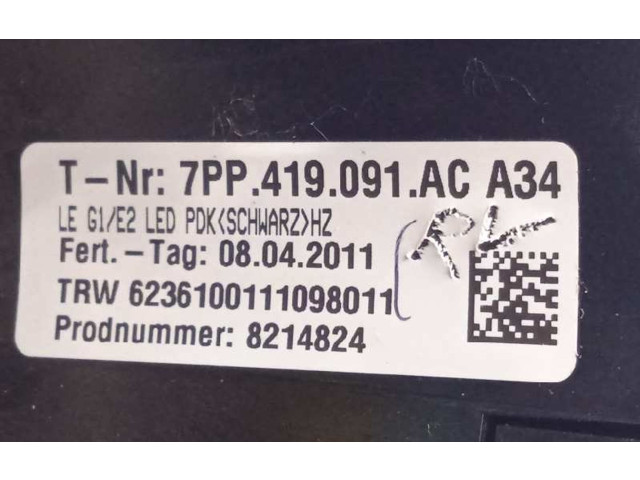 T-Nr: 7PP.419.091.AC A34
LE G1/E2 LED PDK<SCHWARZ>HZ
Fert.-Tag: 08.04.2011
TRW 6236100111098011
Prodnummer: 8214824